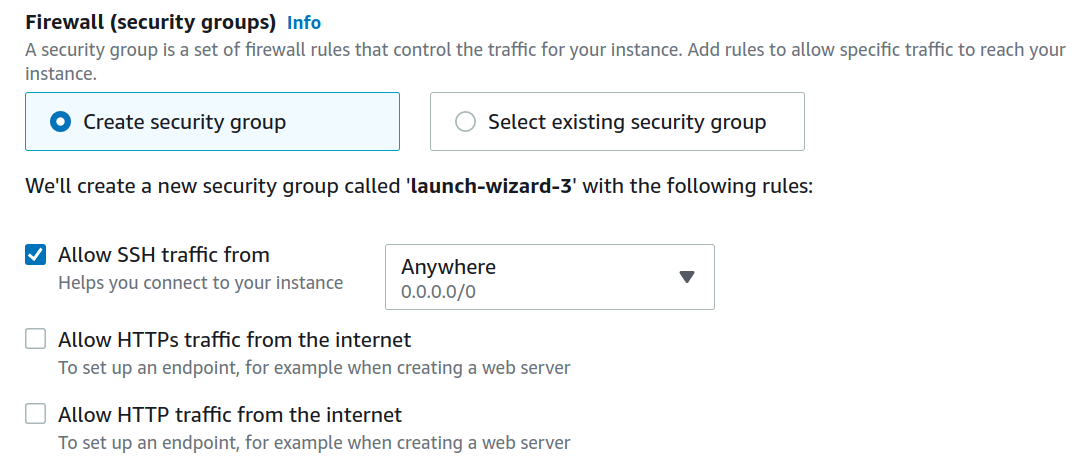 Firewall (security groups) Info
A security group is a set of firewall rules that control the traffic for your instance. Add rules to allow specific traffic to reach your
instance.
Create security group
Select existing security group
We'll create a new security group called 'launch-wizard-3' with the following rules:
Allow SSH traffic from
Helps you connect to your instance
Anywhere
0.0.0.0/0
Allow HTTPs traffic from the internet
To set up an endpoint, for example when creating a web server
Allow HTTP traffic from the internet
To set up an endpoint, for example when creating a web server